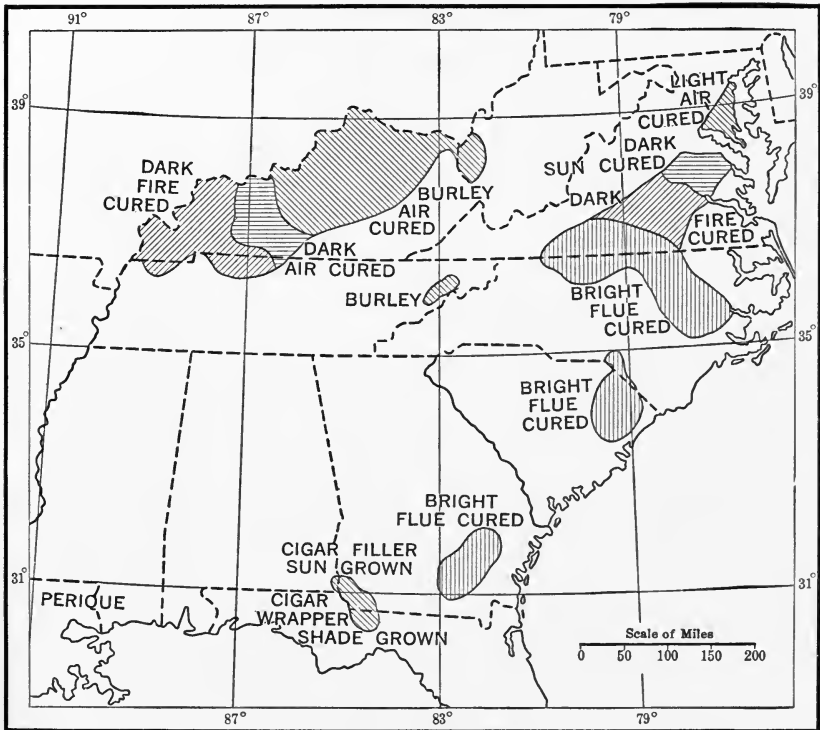 91°
87°
83°
79°
39°
39°
LIGHT
AIR
CURED
DARK
FIRE
CURED
SUN CURED
DARK
BURLEY
AIR
CURED
FIRE
CURED
DARK
AIR CURED
BURLEY
BRIGHT
FLUE
CURED
35°
35°
BRIGHT
FLUE
CURED
BRIGHT
FLUE CURED
CIGAR FILLER
SUN GROWN
31°
31°
PERIQUE
CIGAR
WRAPPER
SHADE GROWN
Scale of Miles
0 50 100 150 200
87°
83°
79°